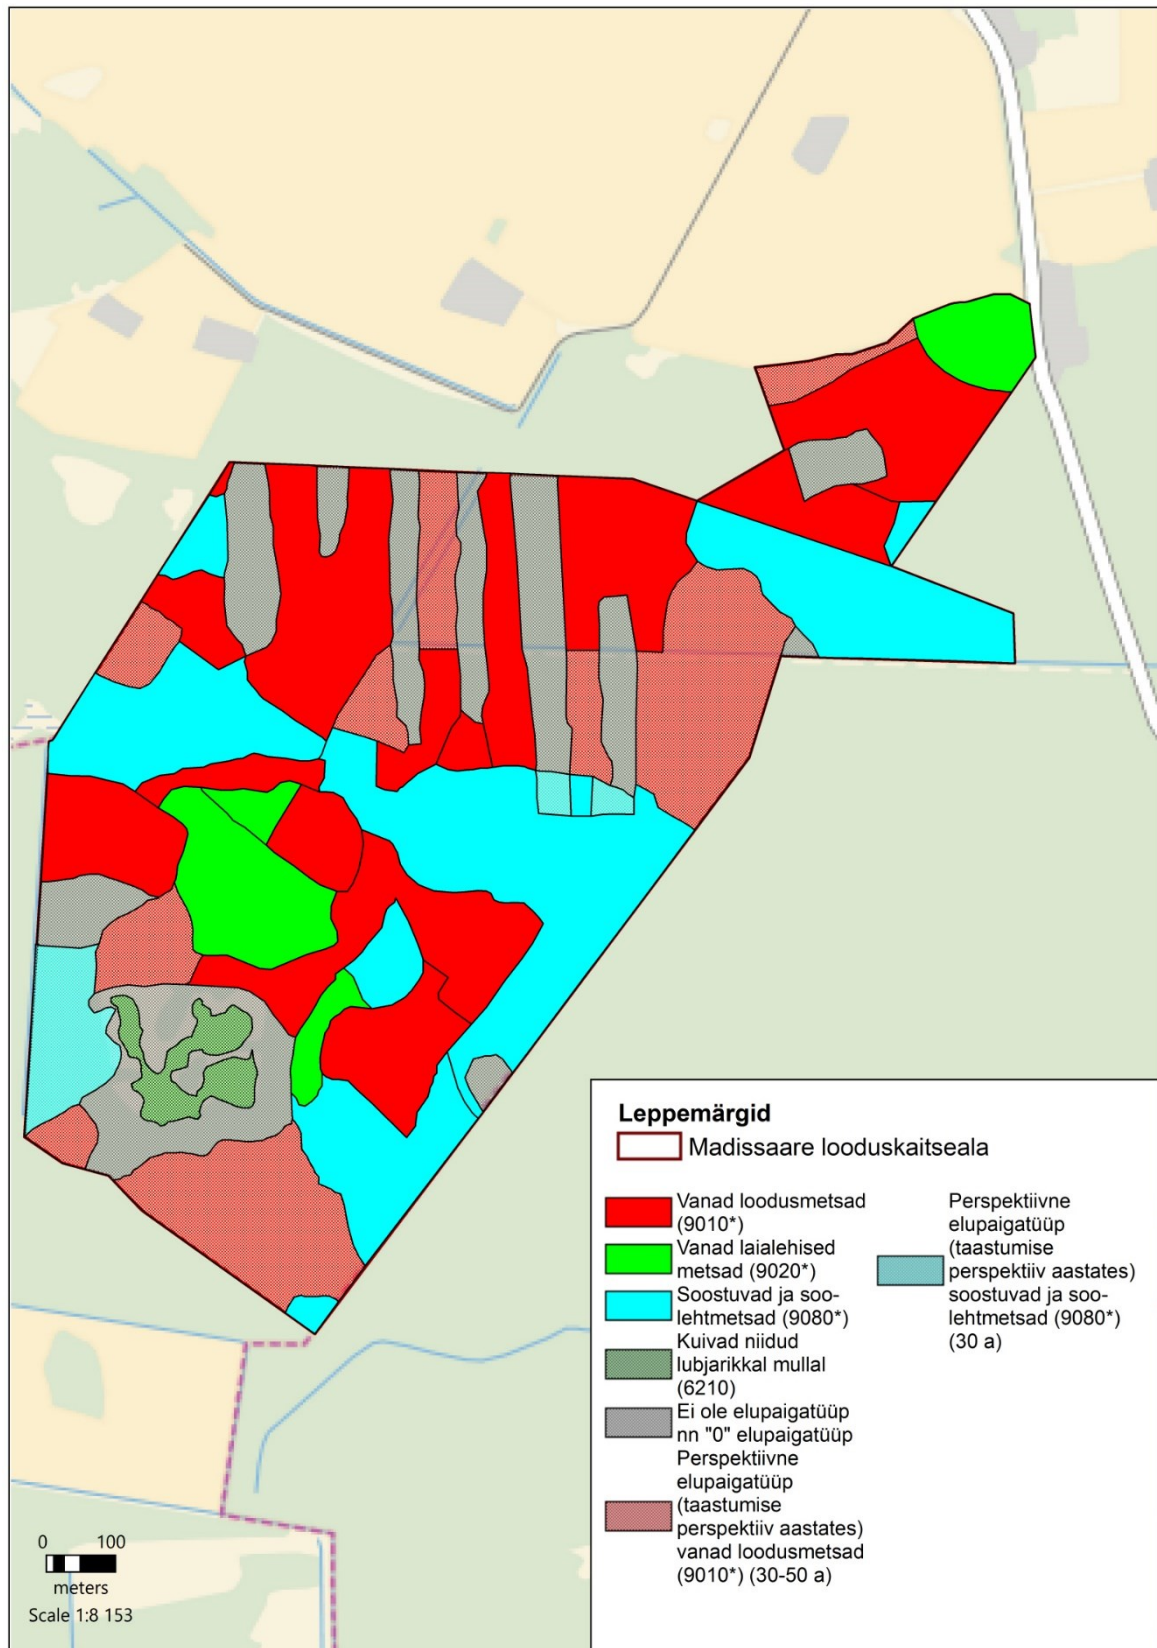 Leppemärgid
Madissaare looduskaitseala
Vanad loodusmetsad
(9010*)
Vanad laialehised
metsad (9020*)
Soostuvad ja soo-
lehtmetsad (9080*)
Kuivad niidud
lubjarikkal mullal
(6210)
Ei ole elupaigatüüp
nn "0" elupaigatüüp
Perspektiivne
elupaigatüüp
(taastumise
perspektiiv aastates)
vanad loodusmetsad
(9010*) (30-50 a)
Perspektiivne
elupaigatüüp
(taastumise
perspektiiv aastates)
soostuvad ja soo-
lehtmetsad (9080*)
(30 a)
0 100
meters
Scale 1:8 153